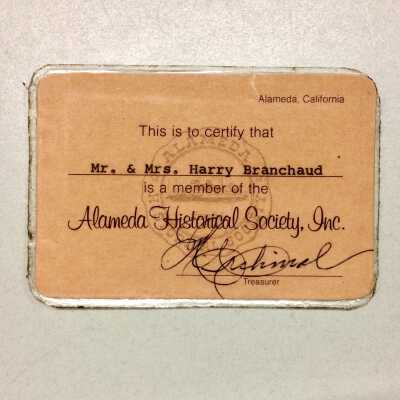 Alameda, California
This is to certify that
Mr. & Mrs. Harry Branchaud
is a member of the
Alameda Historical Society, Inc.
Treasurer